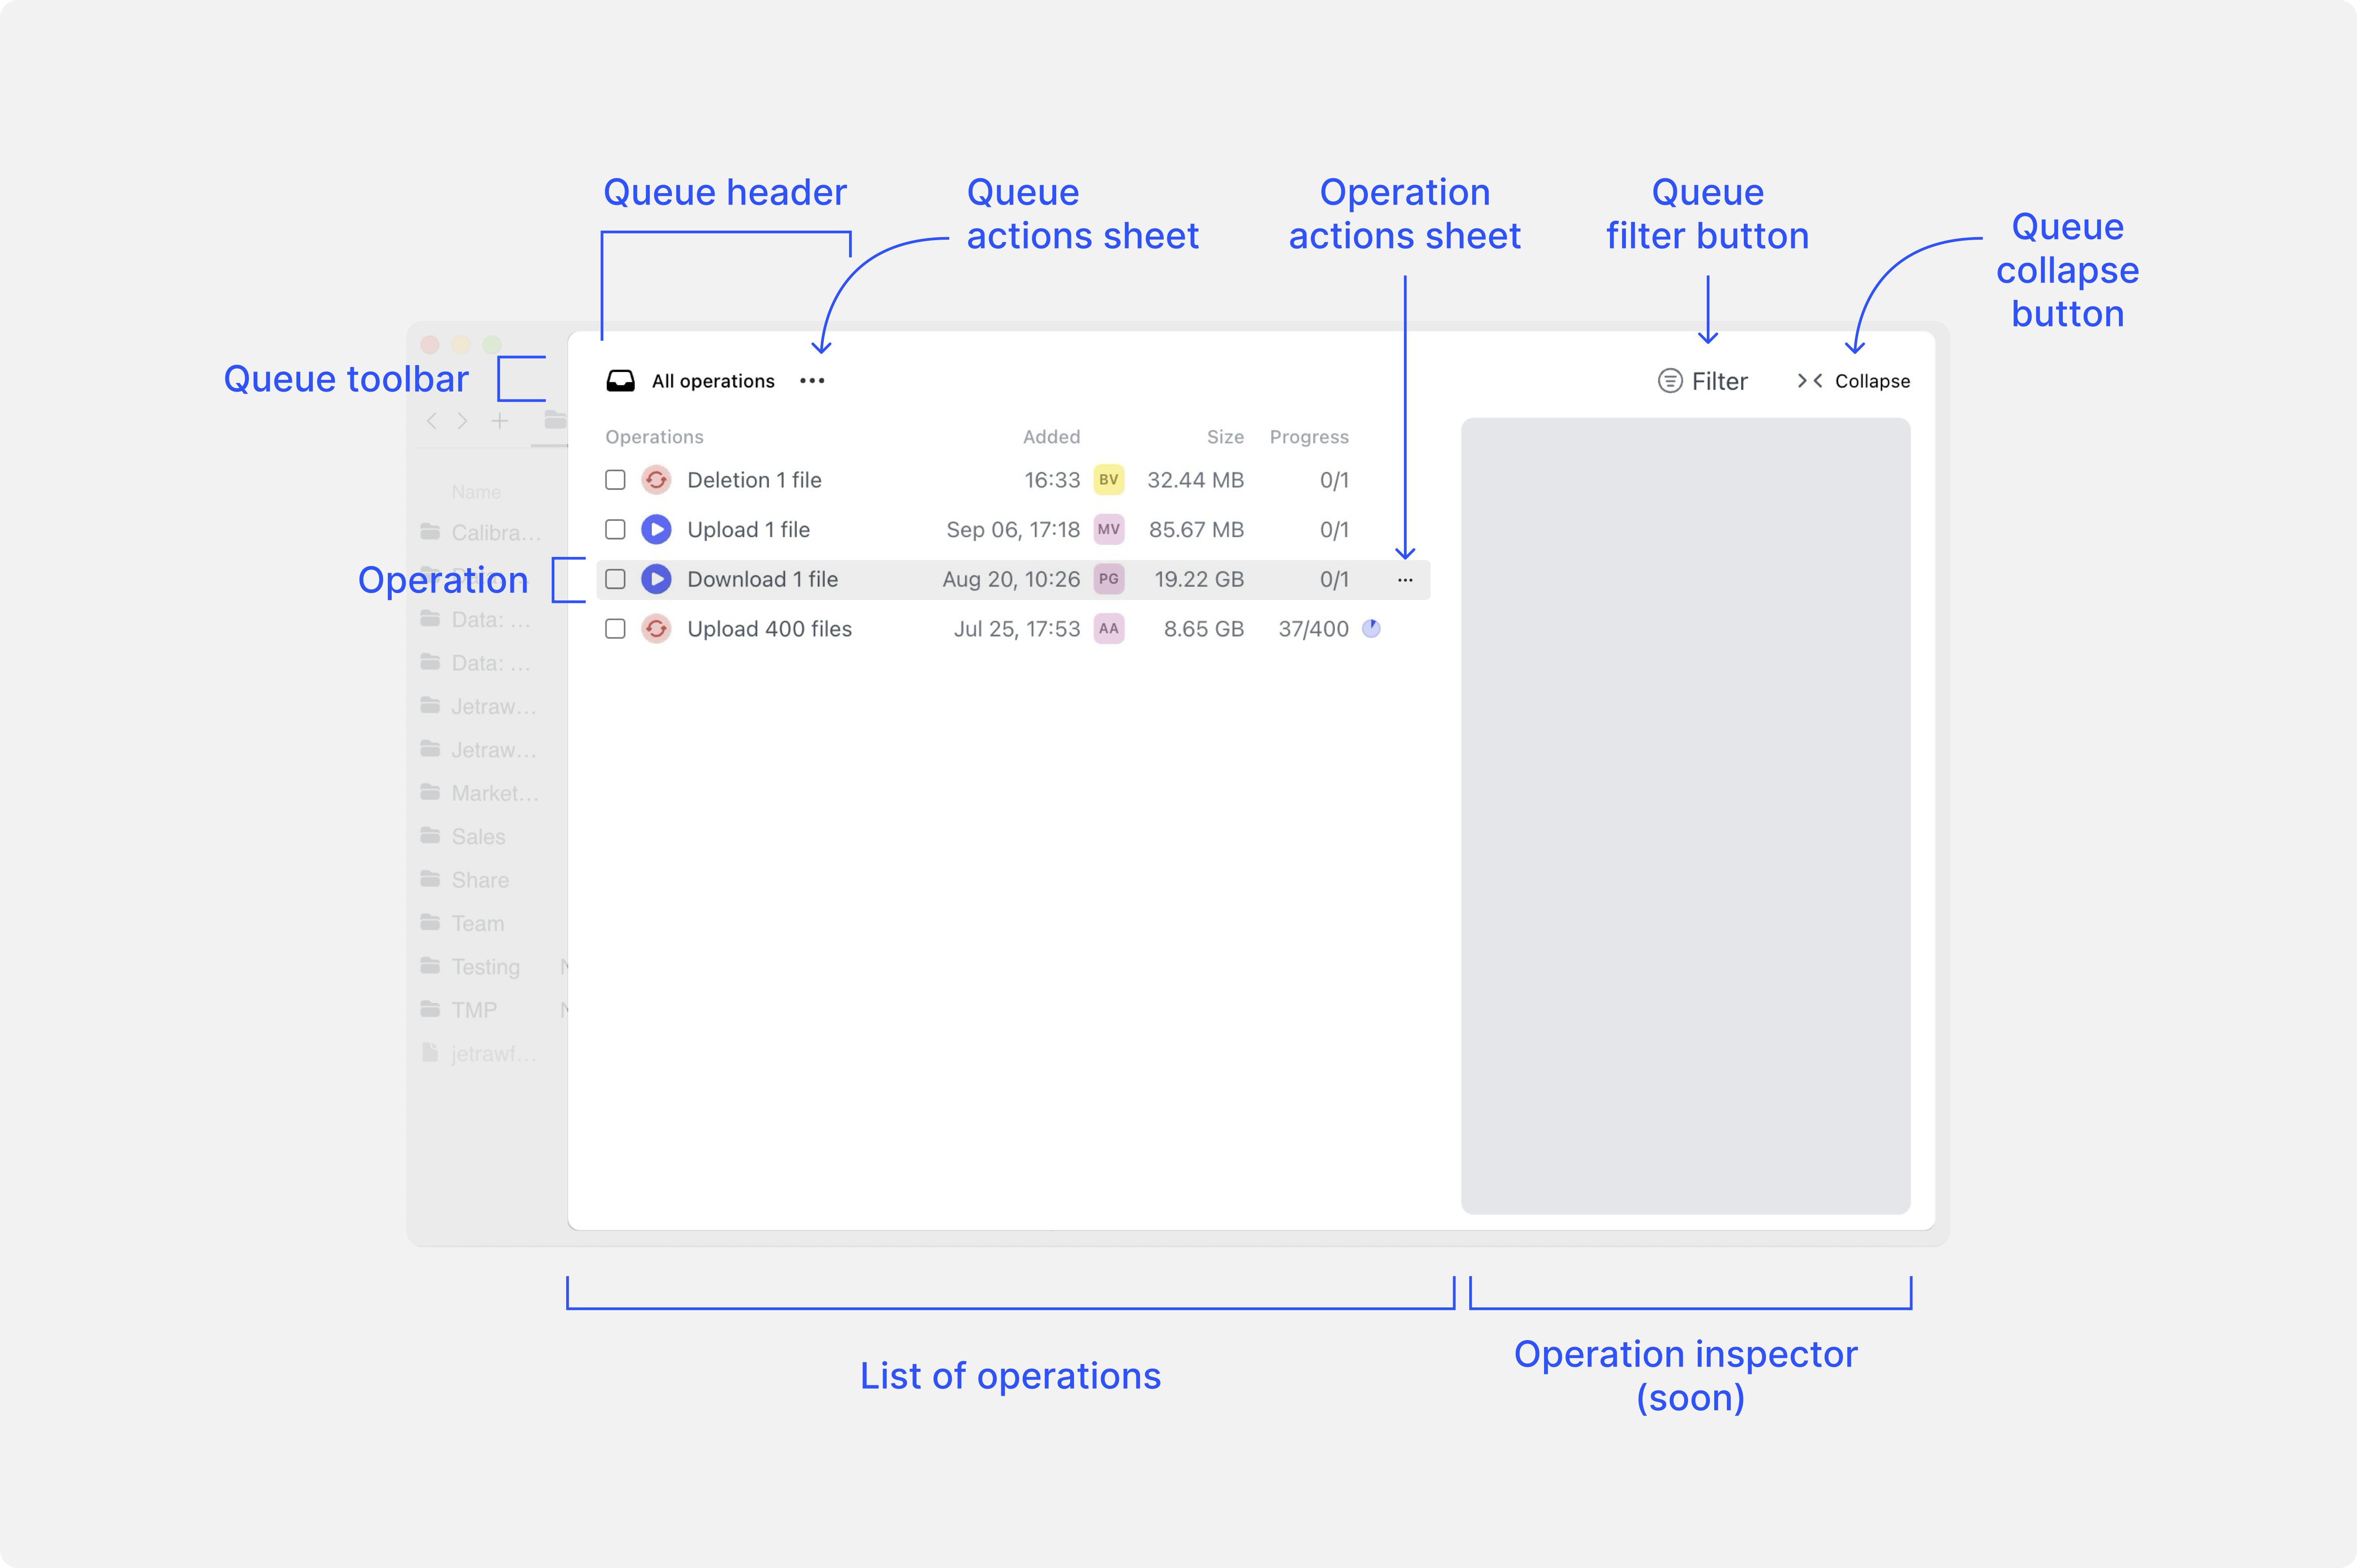 Queue header
Queue
actions sheet
Operation
actions sheet
Queue
filter button
Queue
collapse
button
Queue toolbar
All operations
Filter
Collapse
Operations Added Size Progress
Deletion 1 file 16:33 BV 32.44 MB 0/1
Upload 1 file Sep 06, 17:18 MV 85.67 MB 0/1
Operation
Download 1 file Aug 20, 10:26 PG 19.22 GB 0/1
Upload 400 files Jul 25, 17:53 AA 8.65 GB 37/400
Name
Calibra...
Data: ...
Data: ...
Jetraw...
Jetraw...
Market...
Sales
Share
Team
Testing
TMP
jetrawf...
List of operations
Operation inspector
(soon)